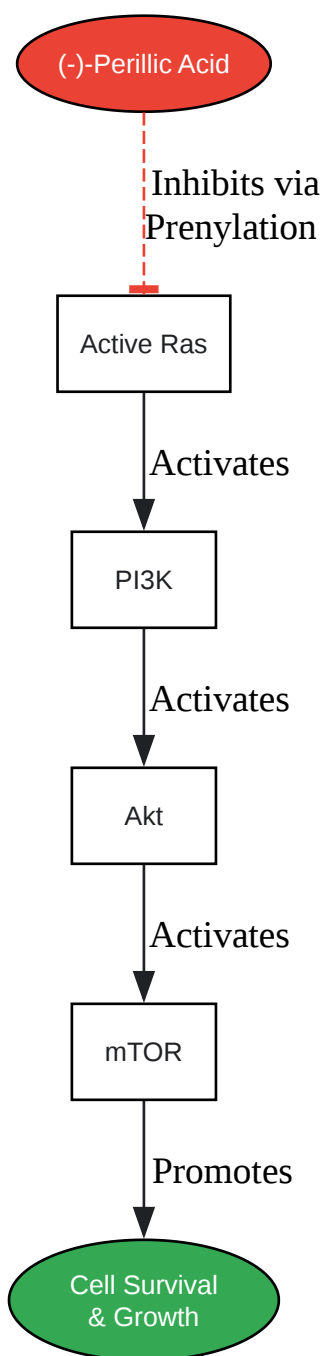 (-)-Perillic Acid
Inhibits via
Prenylation
Active Ras
Activates
PI3K
Activates
Akt
Activates
mTOR
Promotes
Cell Survival
& Growth